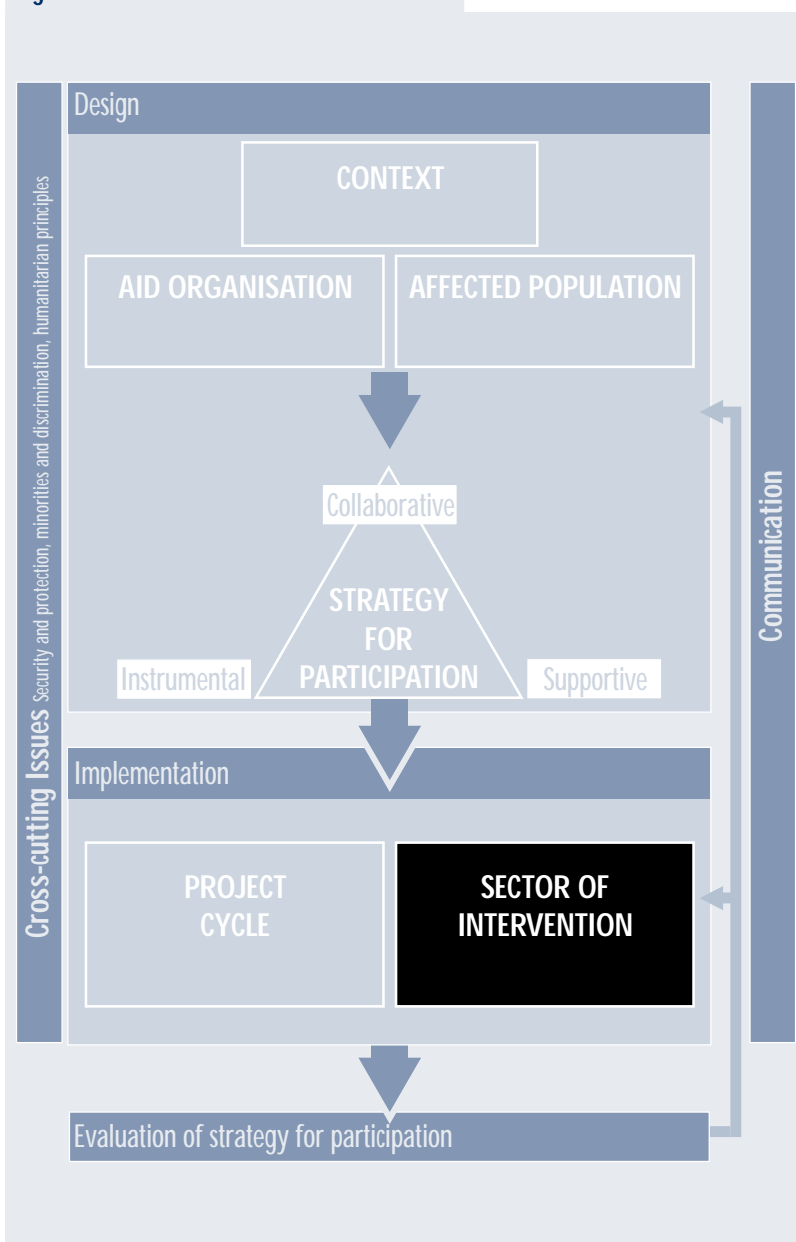 Design
CONTEXT
AID ORGANISATION
AFFECTED POPULATION
Collaborative
STRATEGY
FOR
PARTICIPATION
Instrumental
Supportive
Implementation
PROJECT
CYCLE
SECTOR OF
INTERVENTION
Evaluation of strategy for participation
Cross-cutting Issues Security and protection, minorities and discrimination, humanitarian principles
Communication